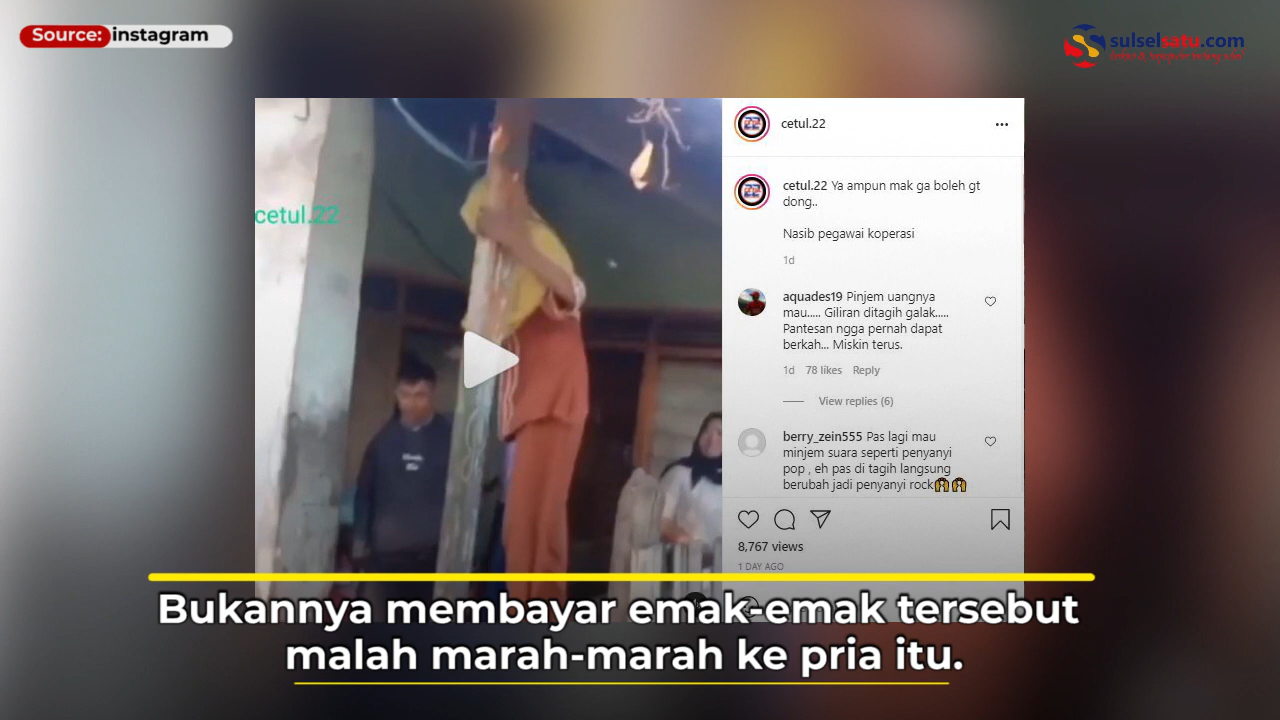 Source: instagram
sulselsatu.com
cetul.22
cetul.22
cetul.22 Ya ampun mak ga boleh gt
dong..
Nasib pegawai koperasi
1d
aquades19 Pinjem uangnya
mau..... Giliran ditagih galak.....
Pantesan ngga pernah dapat
berkah... Miskin terus.
1d 78 likes Reply
View replies (6)
berry_zein555 Pas lagi mau
minjem suara seperti penyanyi
pop , eh pas di tagih langsung
berubah jadi penyanyi rock
8,767 views
1 DAY AGO
Bukannya membayar emak-emak tersebut
malah marah-marah ke pria itu.